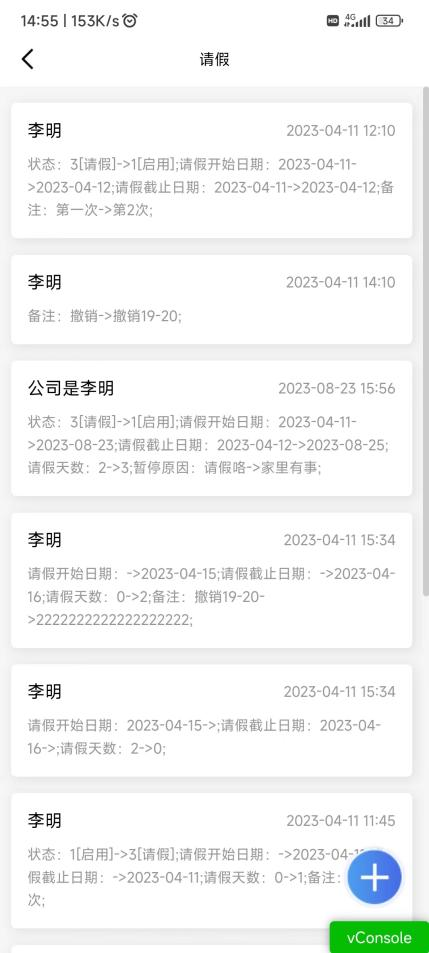 14:55 | 153K/s
HD 4G 34
请假
李明 2023-04-11 12:10
状态：3[请假]->1[启用];请假开始日期：2023-04-11-
>2023-04-12;请假截止日期：2023-04-11->2023-04-12;备
注：第一次->第2次;
李明 2023-04-11 14:10
备注：撤销->撤销19-20;
公司是李明 2023-08-23 15:56
状态：3[请假]->1[启用];请假开始日期：2023-04-11-
>2023-08-23;请假截止日期：2023-04-12->2023-08-25;
请假天数：2->3;暂停原因：请假咯->家里有事;
李明 2023-04-11 15:34
请假开始日期：->2023-04-15;请假截止日期：->2023-04-
16;请假天数：0->2;备注：撤销19-20-
>2222222222222222222;
李明 2023-04-11 15:34
请假开始日期：2023-04-15->;请假截止日期：2023-04-
16->;请假天数：2->0;
李明 2023-04-11 11:45
状态：1[启用]->3[请假];请假开始日期：->2023-04-11
假截止日期：->2023-04-11;请假天数：0->1;备注：
次;
vConsole